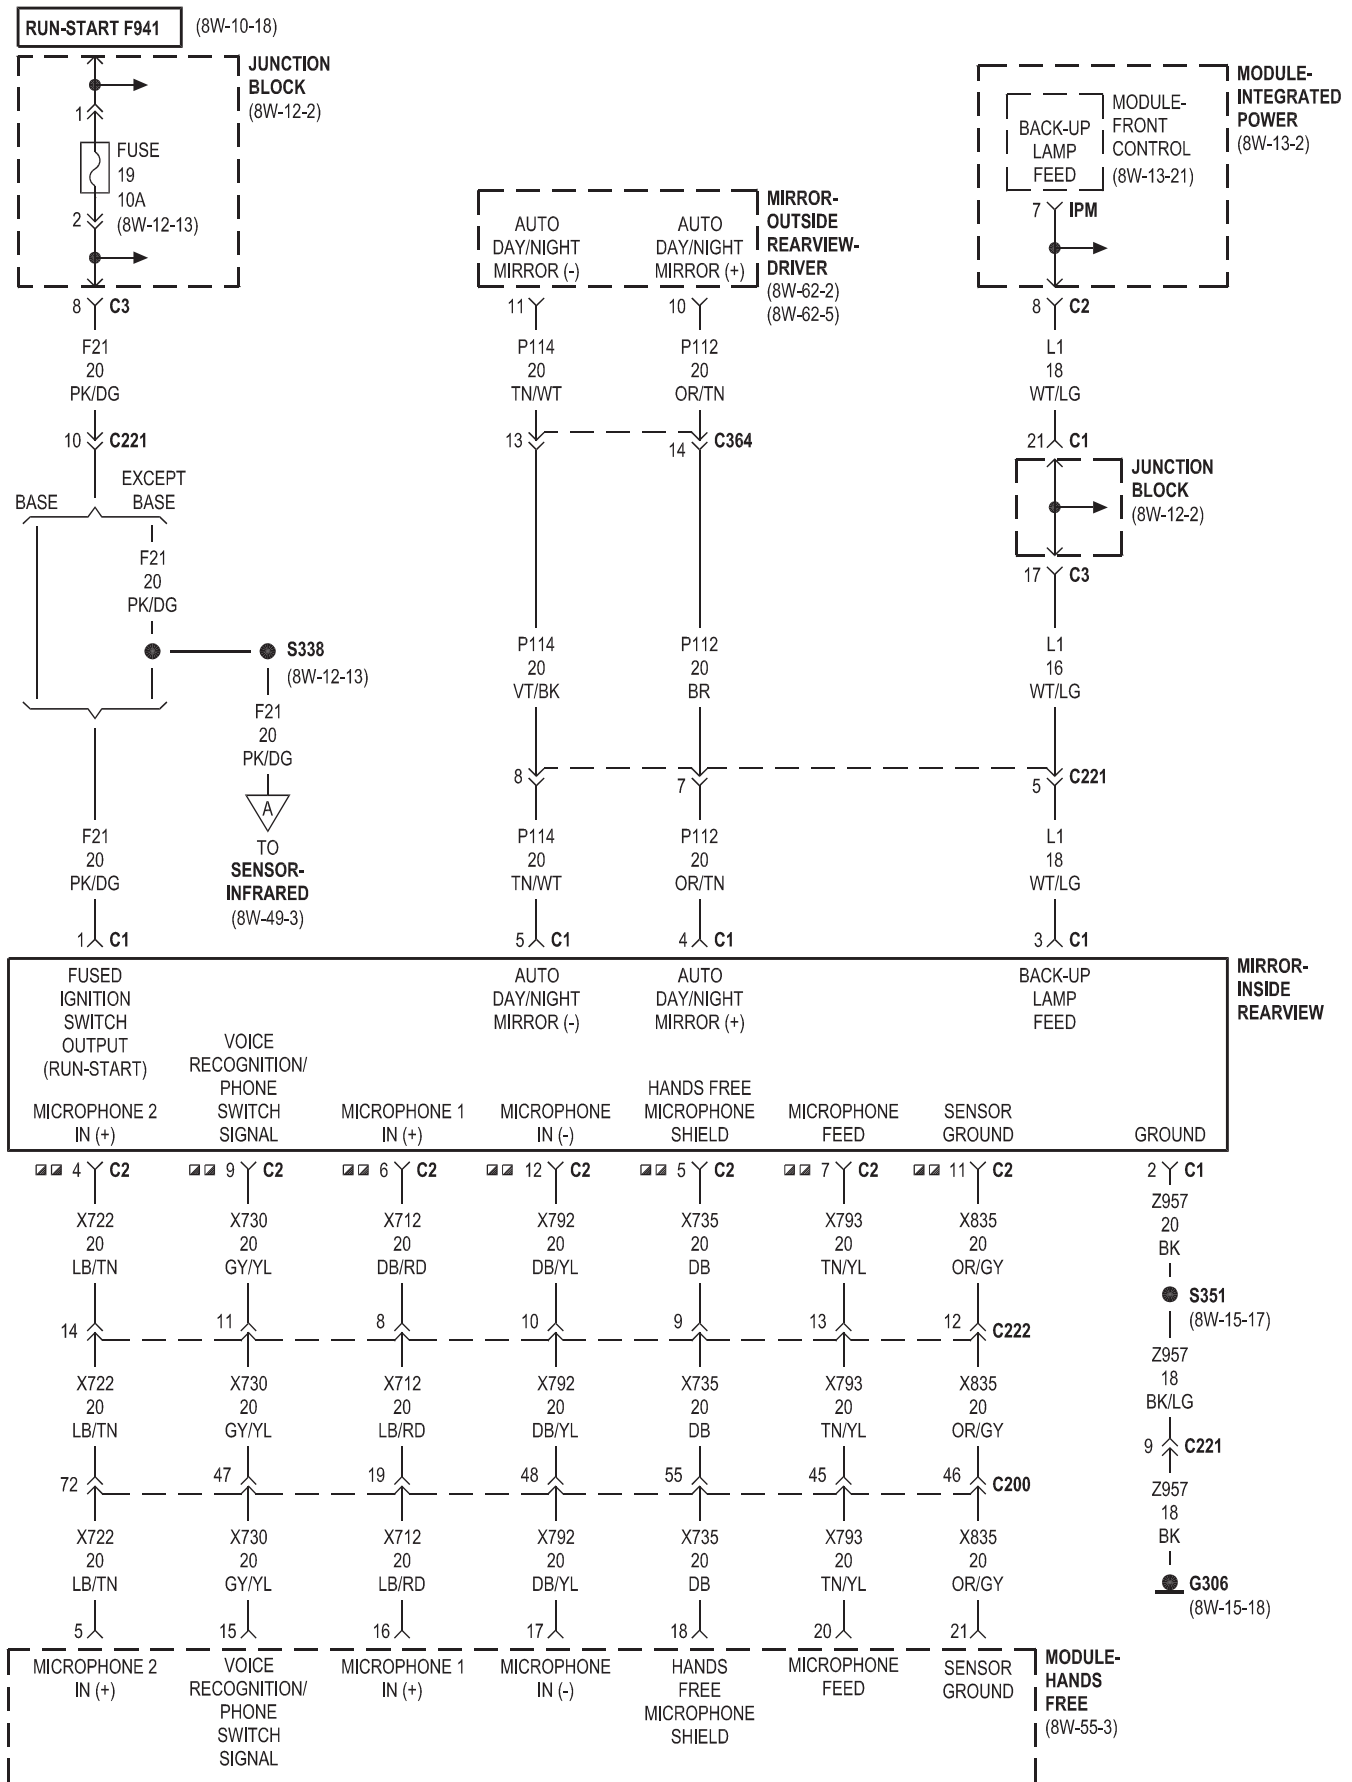 RUN-START F941
(8W-10-18)
JUNCTION
BLOCK
(8W-12-2)
1
FUSE
19
10A
(8W-12-13)
2
8 C3
F21
20
PK/DG
10 C221
BASE
EXCEPT
BASE
F21
20
PK/DG
S338
(8W-12-13)
F21
20
PK/DG
A
TO
SENSOR-
INFRARED
(8W-49-3)
F21
20
PK/DG
1 C1
AUTO
DAY/NIGHT
MIRROR (-)
AUTO
DAY/NIGHT
MIRROR (+)
MIRROR-
OUTSIDE
REARVIEW-
DRIVER
(8W-62-2)
(8W-62-5)
11
10
P114
20
TN/WT
P112
20
OR/TN
13
14 C364
P114
20
VT/BK
P112
20
BR
8
7
P114
20
TN/WT
P112
20
OR/TN
5 C1
4 C1
MODULE-
INTEGRATED
POWER
(8W-13-2)
BACK-UP
LAMP
FEED
MODULE-
FRONT
CONTROL
(8W-13-21)
7 IPM
8 C2
L1
18
WT/LG
21 C1
JUNCTION
BLOCK
(8W-12-2)
17 C3
L1
16
WT/LG
5 C221
L1
18
WT/LG
3 C1
MIRROR-
INSIDE
REARVIEW
FUSED
IGNITION
SWITCH
OUTPUT
(RUN-START)
AUTO
DAY/NIGHT
MIRROR (-)
AUTO
DAY/NIGHT
MIRROR (+)
BACK-UP
LAMP
FEED
MICROPHONE 2
IN (+)
VOICE
RECOGNITION/
PHONE
SWITCH
SIGNAL
MICROPHONE 1
IN (+)
MICROPHONE
IN (-)
HANDS FREE
MICROPHONE
SHIELD
MICROPHONE
FEED
SENSOR
GROUND
GROUND
4 C2
9 C2
6 C2
12 C2
5 C2
7 C2
11 C2
2 C1
X722
20
LB/TN
X730
20
GY/YL
X712
20
DB/RD
X792
20
DB/YL
X735
20
DB
X793
20
TN/YL
X835
20
OR/GY
Z957
20
BK
S351
(8W-15-17)
14
11
8
10
9
13
12 C222
X722
20
LB/TN
X730
20
GY/YL
X712
20
LB/RD
X792
20
DB/YL
X735
20
DB
X793
20
TN/YL
X835
20
OR/GY
Z957
18
BK/LG
9 C221
72
47
19
48
55
45
46 C200
X722
20
LB/TN
X730
20
GY/YL
X712
20
LB/RD
X792
20
DB/YL
X735
20
DB
X793
20
TN/YL
X835
20
OR/GY
Z957
18
BK
G306
(8W-15-18)
5
15
16
17
18
20
21
MICROPHONE 2
IN (+)
VOICE
RECOGNITION/
PHONE
SWITCH
SIGNAL
MICROPHONE 1
IN (+)
MICROPHONE
IN (-)
HANDS
FREE
MICROPHONE
SHIELD
MICROPHONE
FEED
SENSOR
GROUND
MODULE-
HANDS
FREE
(8W-55-3)